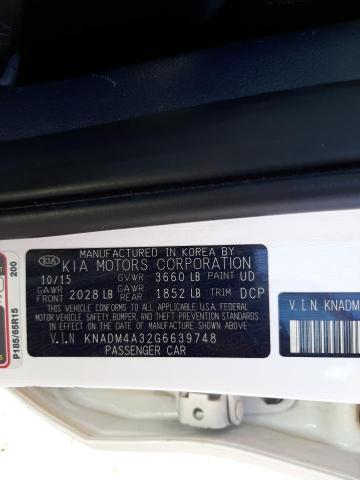 MANUFACTURED IN KOREA BY
KIA KIA MOTORS CORPORATION
10/15 GVWR 3660 LB PAINT UD
GAWR FRONT 2028 LB GAWR REAR 1852 LB TRIM DCP
THIS VEHICLE CONFORMS TO ALL APPLICABLE U.S.A. FEDERAL
MOTOR VEHICLE SAFETY, BUMPER, AND THEFT PREVENTION STANDARDS
IN EFFECT ON THE DATE OF MANUFACTURE SHOWN ABOVE.
V.I.N KNADM4A32G6639748
PASSENGER CAR
P185/65R15
200
V.I.N KNADM